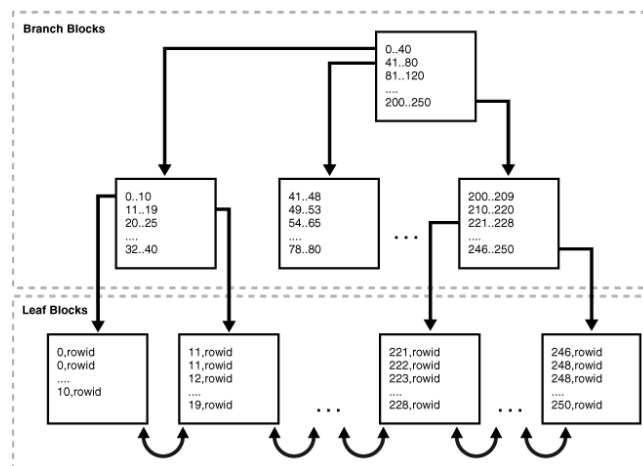 Branch Blocks
0..40
41..80
81..120
....
200..250
0..10
11..19
20..25
....
32..40
41..48
49..53
54..65
....
78..80
...
200..209
210..220
221..228
....
246..250
Leaf Blocks
0,rowid
0,rowid
....
10,rowid
11,rowid
11,rowid
12,rowid
....
19,rowid
...
221,rowid
222,rowid
223,rowid
....
228,rowid
...
246,rowid
248,rowid
248,rowid
....
250,rowid